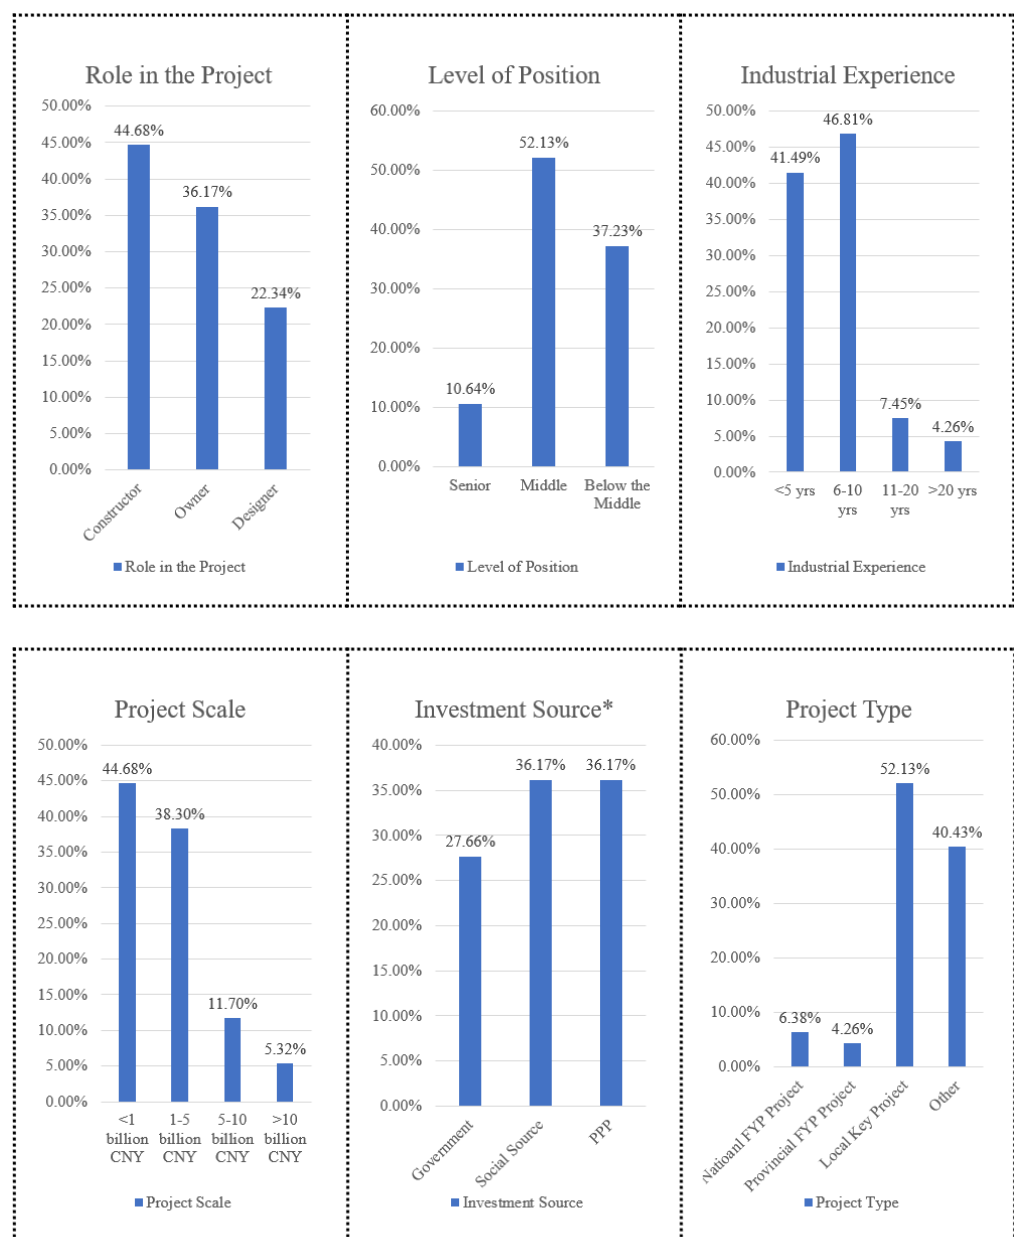 Role in the Project
50.00%
45.00%
40.00%
35.00%
30.00%
25.00%
20.00%
15.00%
10.00%
5.00%
0.00%
44.68%
36.17%
22.34%
Constructor
Owner
Designer
Role in the Project
Level of Position
60.00%
50.00%
40.00%
30.00%
20.00%
10.00%
0.00%
10.64%
52.13%
37.23%
Senior
Middle
Below the
Middle
Level of Position
Industrial Experience
50.00%
45.00%
40.00%
35.00%
30.00%
25.00%
20.00%
15.00%
10.00%
5.00%
0.00%
41.49%
46.81%
7.45%
4.26%
<5 yrs
6-10
yrs
11-20
yrs
>20 yrs
Industrial Experience
Project Scale
50.00%
45.00%
40.00%
35.00%
30.00%
25.00%
20.00%
15.00%
10.00%
5.00%
0.00%
44.68%
38.30%
11.70%
5.32%
<1
billion
CNY
1-5
billion
CNY
5-10
billion
CNY
>10
billion
CNY
Project Scale
Investment Source*
40.00%
35.00%
30.00%
25.00%
20.00%
15.00%
10.00%
5.00%
0.00%
27.66%
36.17%
36.17%
Government
Social Source
PPP
Investment Source
Project Type
60.00%
50.00%
40.00%
30.00%
20.00%
10.00%
0.00%
6.38%
4.26%
52.13%
40.43%
Natioanl FYP Project
Provincial FYP Project
Local Key Project
Other
Project Type